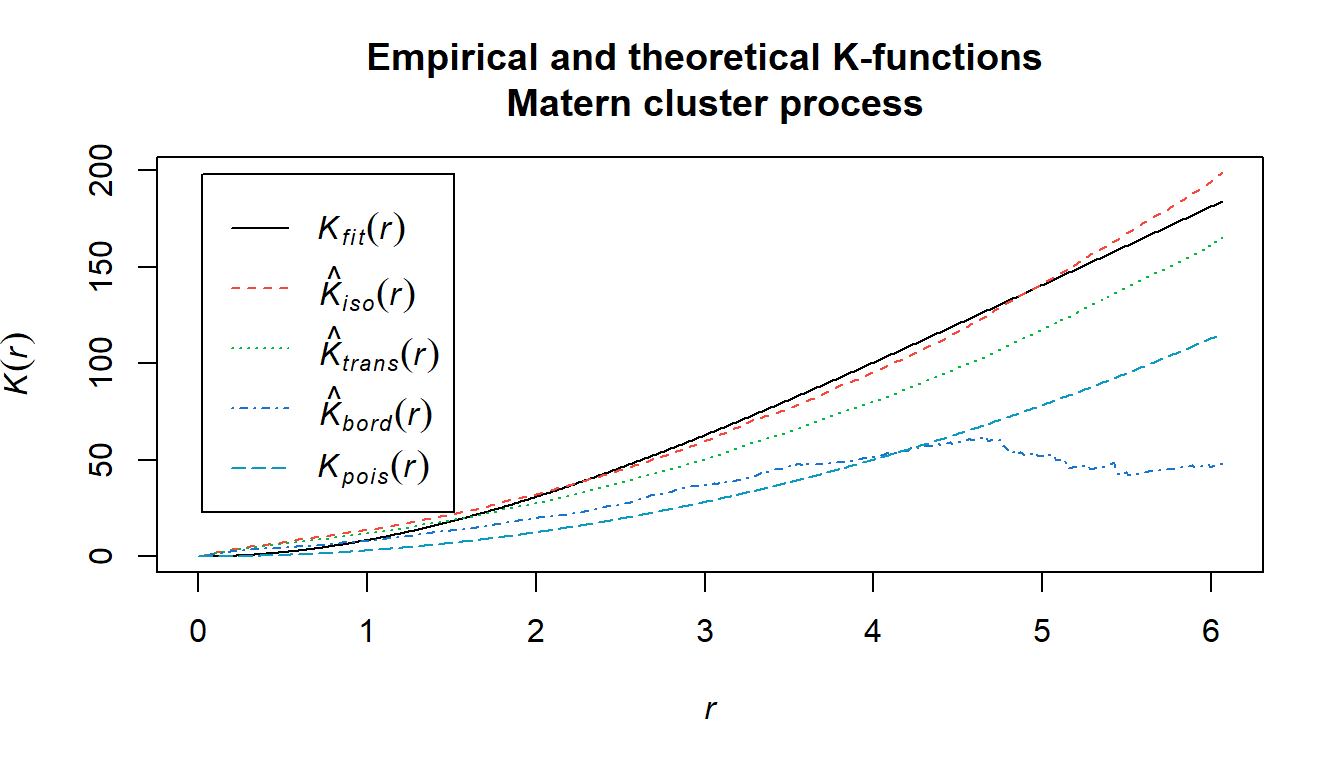 Empirical and theoretical K-functions
Matern cluster process
K(r)
200
150
100
50
0
K_fit(r)
K̂_iso(r)
K̂_trans(r)
K̂_bord(r)
K_pois(r)
0 1 2 3 4 5 6
r